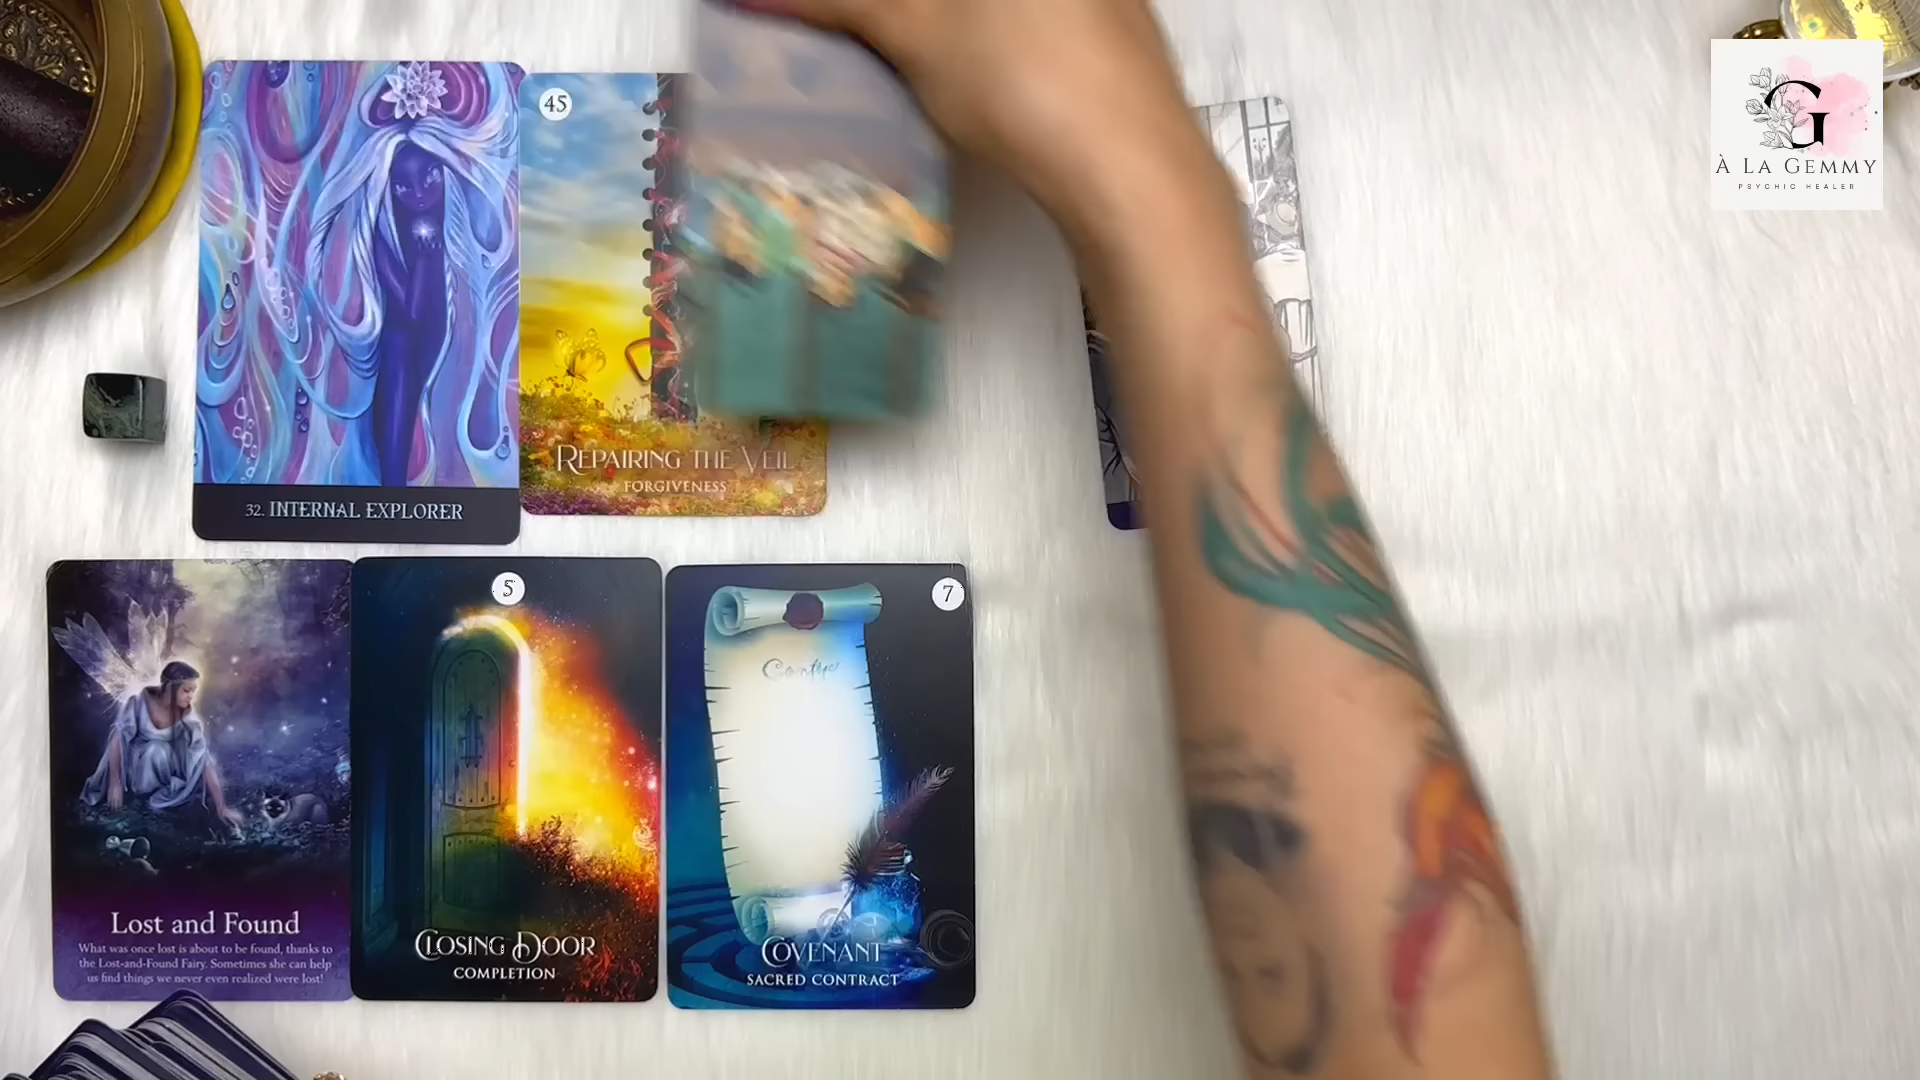 45
G
À LA GEMMY
PSYCHIC HEALER
REPAIRING THE VEIL
FORGIVENESS
32. INTERNAL EXPLORER
5
7
Lost and Found
What was once lost is about to be found, thanks to
the Lost-and-Found Fairy. Sometimes she can help
us find things we never even realized were lost!
CLOSING DOOR
COMPLETION
COVENANT
SACRED CONTRACT